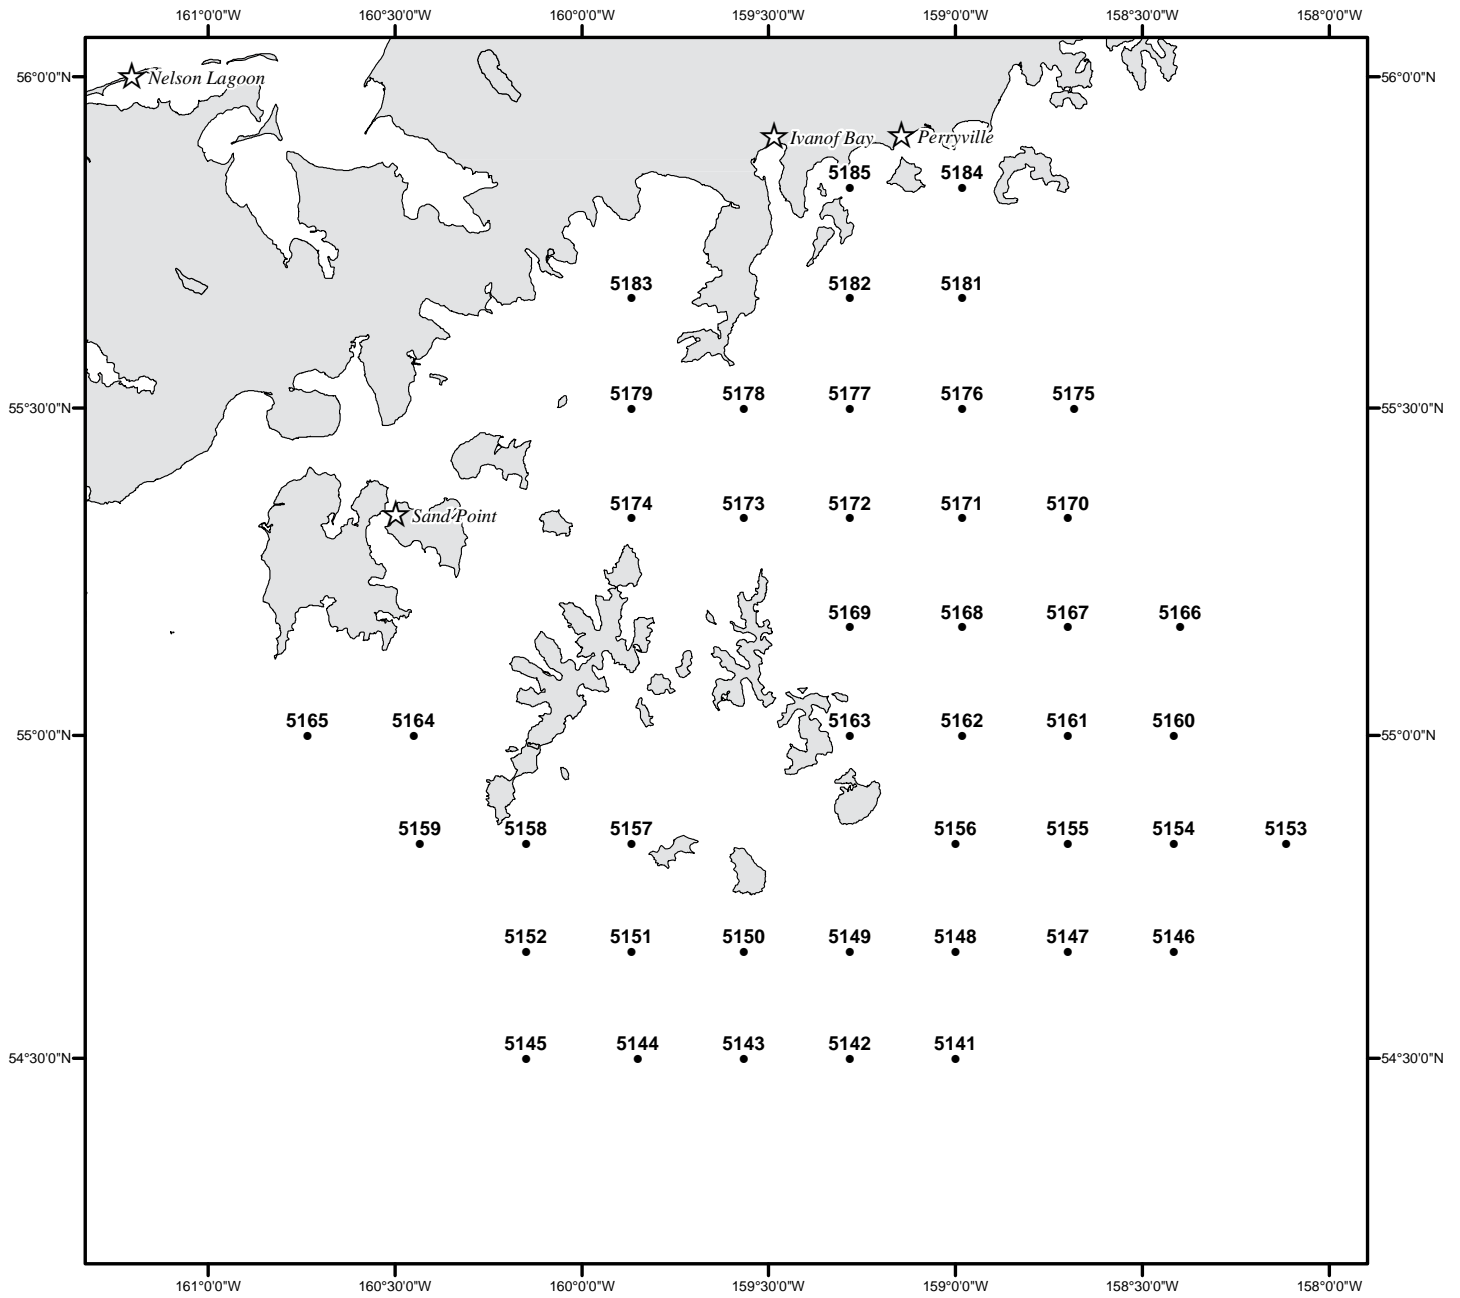 161°0'0"W 160°30'0"W 160°0'0"W 159°30'0"W 159°0'0"W 158°30'0"W 158°0'0"W
56°0'0"N Nelson Lagoon 56°0'0"N
Ivanof Bay Perryville
5185 5184
5183 5182 5181
5179 5178 5177 5176 5175
55°30'0"N 55°30'0"N
5174 5173 5172 5171 5170
Sand Point
5169 5168 5167 5166
5165 5164 5163 5162 5161 5160
55°0'0"N 55°0'0"N
5159 5158 5157 5156 5155 5154 5153
5152 5151 5150 5149 5148 5147 5146
5145 5144 5143 5142 5141
54°30'0"N 54°30'0"N
161°0'0"W 160°30'0"W 160°0'0"W 159°30'0"W 159°0'0"W 158°30'0"W 158°0'0"W